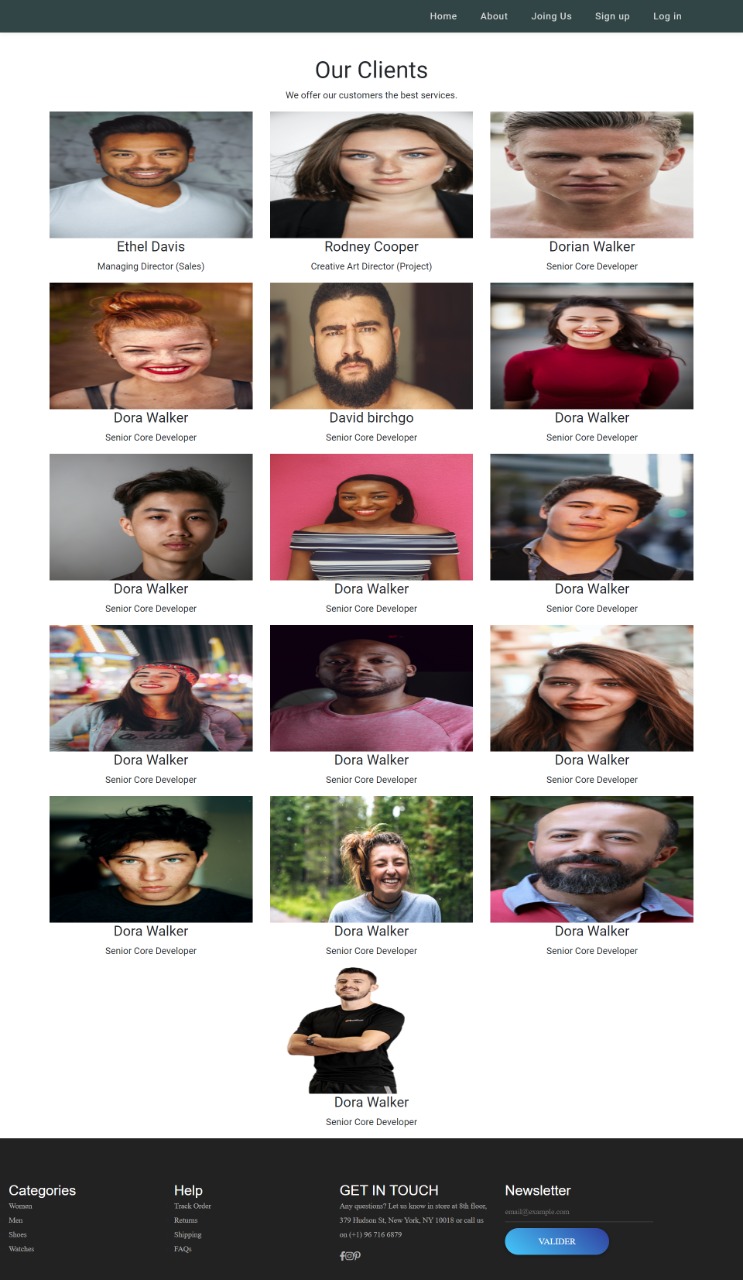 Home About Joing Us Sign up Log in
Our Clients
We offer our customers the best services.
Ethel Davis
Managing Director (Sales)
Rodney Cooper
Creative Art Director (Project)
Dorian Walker
Senior Core Developer
Dora Walker
Senior Core Developer
David birchgo
Senior Core Developer
Dora Walker
Senior Core Developer
Dora Walker
Senior Core Developer
Dora Walker
Senior Core Developer
Dora Walker
Senior Core Developer
Dora Walker
Senior Core Developer
Dora Walker
Senior Core Developer
Dora Walker
Senior Core Developer
Dora Walker
Senior Core Developer
Dora Walker
Senior Core Developer
Dora Walker
Senior Core Developer
Dora Walker
Senior Core Developer
Categories
Women
Men
Shoes
Watches
Help
Track Order
Returns
Shipping
FAQs
GET IN TOUCH
Any questions? Let us know in store at 8th floor,
379 Hudson St, New York, NY 10018 or call us
on (+1) 96 716 6879
Newsletter
email@example.com
VALIDER